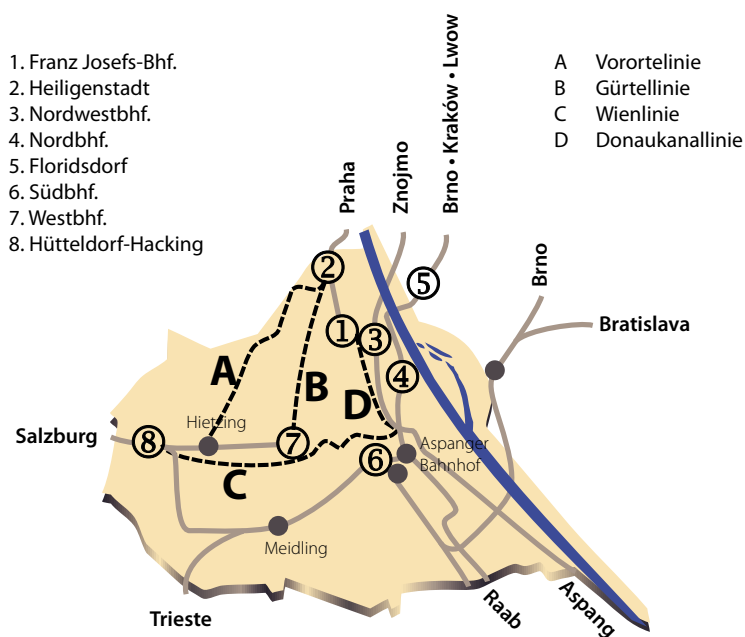 1. Franz Josefs-Bhf.
2. Heiligenstadt
3. Nordwestbhf.
4. Nordbhf.
5. Floridsdorf
6. Südbhf.
7. Westbhf.
8. Hütteldorf-Hacking
A Vorortelinie
B Gürtellinie
C Wienlinie
D Donaukanallinie
Praha
Znojmo
Brno • Kraków • Lwow
Brno
Bratislava
2
5
1
3
4
A
B
D
Hietzing
Salzburg
8
7
6
Aspanger
Bahnhof
C
Meidling
Trieste
Raab
Aspang